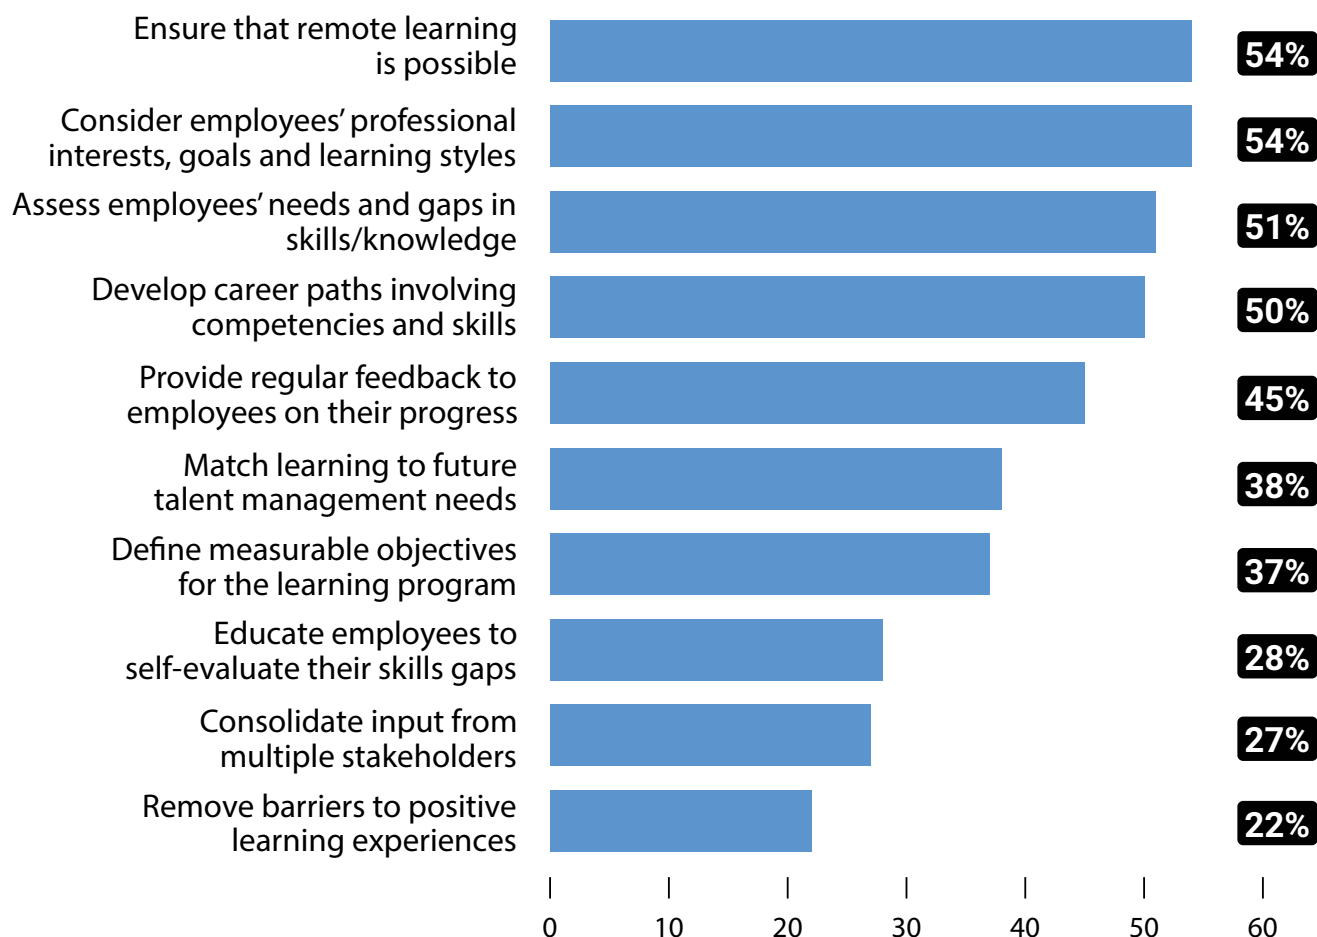 Ensure that remote learning
is possible
54%
Consider employees’ professional
interests, goals and learning styles
54%
Assess employees’ needs and gaps in
skills/knowledge
51%
Develop career paths involving
competencies and skills
50%
Provide regular feedback to
employees on their progress
45%
Match learning to future
talent management needs
38%
Define measurable objectives
for the learning program
37%
Educate employees to
self-evaluate their skills gaps
28%
Consolidate input from
multiple stakeholders
27%
Remove barriers to positive
learning experiences
22%
0 10 20 30 40 50 60